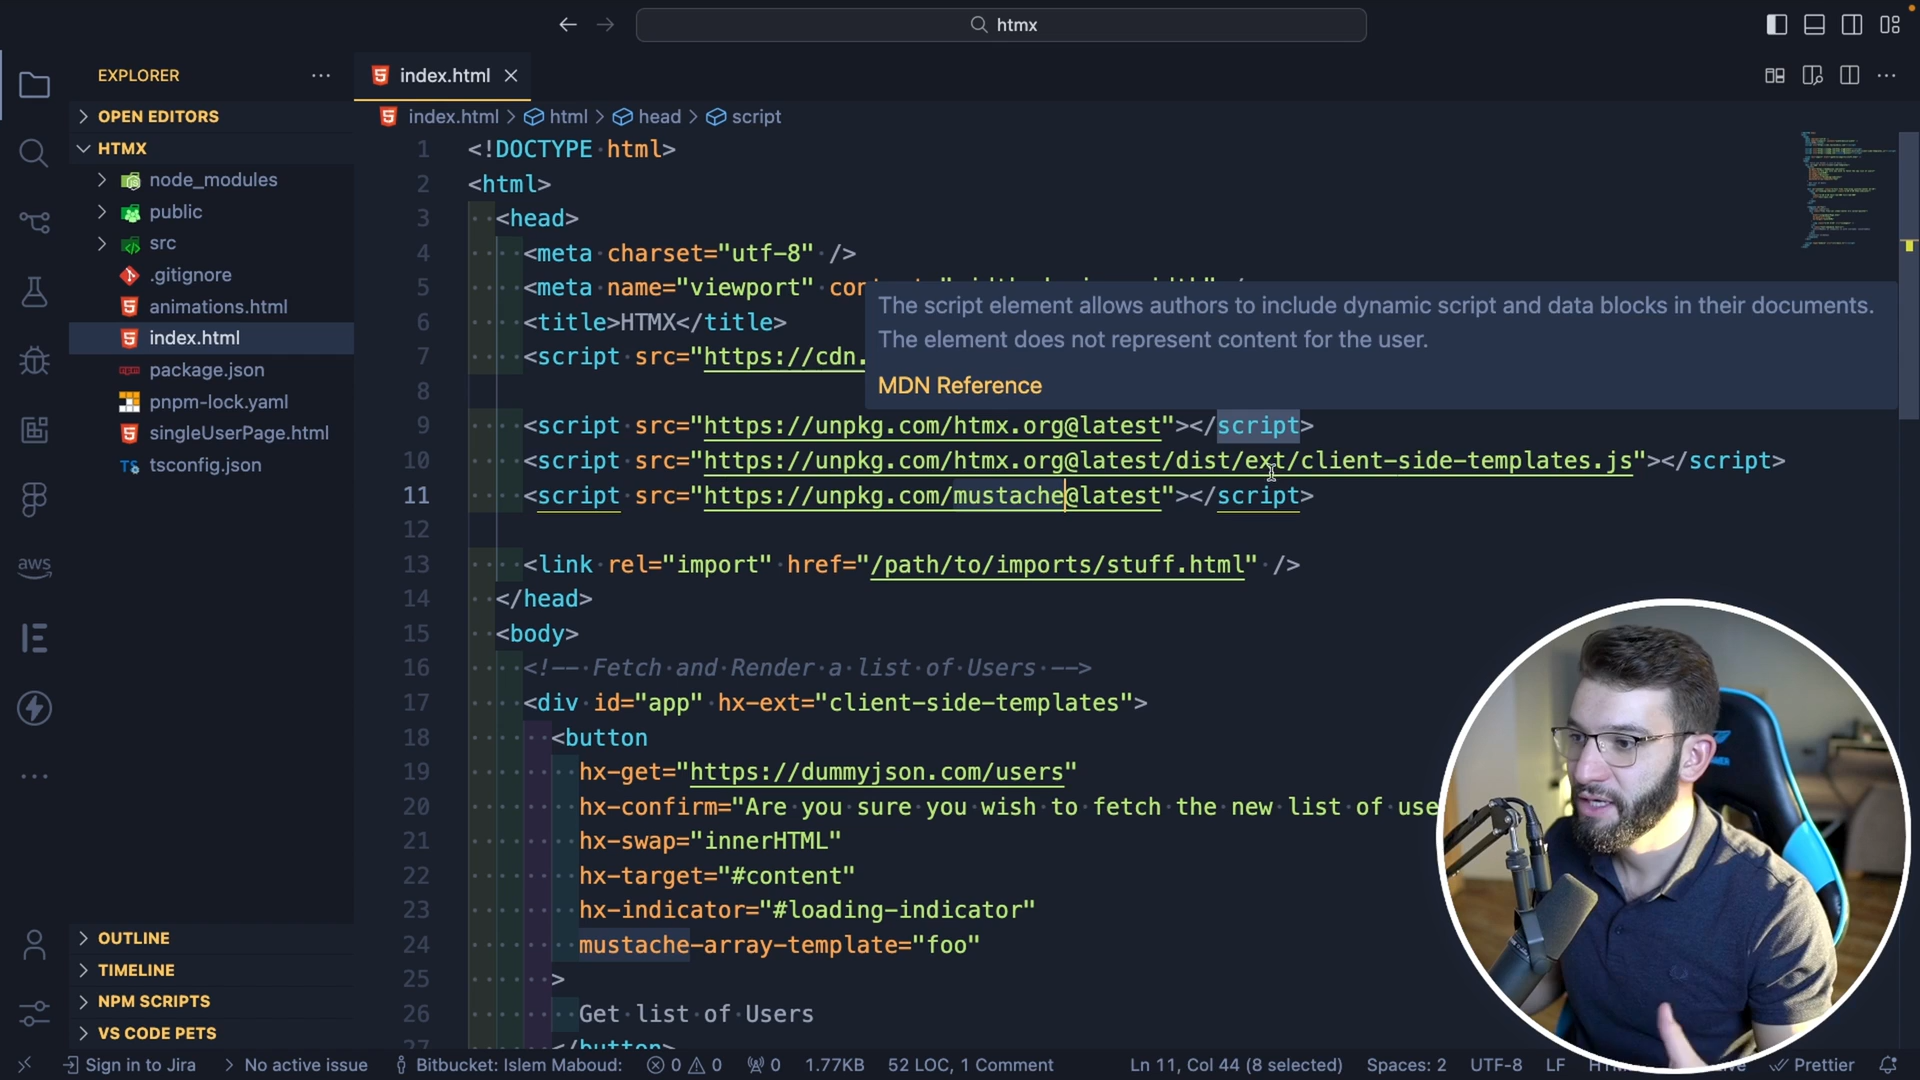 htmx
EXPLORER
OPEN EDITORS
HTMX
node_modules
public
src
.gitignore
animations.html
index.html
package.json
pnpm-lock.yaml
singleUserPage.html
tsconfig.json
OUTLINE
TIMELINE
NPM SCRIPTS
VS CODE PETS
aws
index.html
index.html > html > head > script
1 <!DOCTYPE html>
2 <html>
3 <head>
4 <meta charset="utf-8" />
5 <meta name="viewport"
6 <title>HTMX</title>
7 <script src="https://cdn.
8
The script element allows authors to include dynamic script and data blocks in their documents.
The element does not represent content for the user.
MDN Reference
9 <script src="https://unpkg.com/htmx.org@latest"></script>
10 <script src="https://unpkg.com/htmx.org@latest/dist/ext/client-side-templates.js"></script>
11 <script src="https://unpkg.com/mustache@latest"></script>
12
13 <link rel="import" href="/path/to/imports/stuff.html" />
14 </head>
15 <body>
16 <!-- Fetch and Render a list of Users -->
17 <div id="app" hx-ext="client-side-templates">
18 <button
19 hx-get="https://dummyjson.com/users"
20 hx-confirm="Are you sure you wish to fetch the new list of use
21 hx-swap="innerHTML"
22 hx-target="#content"
23 hx-indicator="#loading-indicator"
24 mustache-array-template="foo"
25 >
26 Get list of Users
27 </button>
Sign in to Jira No active issue Bitbucket: Islem Maboud: 0 0 0 1.77KB 52 LOC, 1 Comment Ln 11, Col 44 (8 selected) Spaces: 2 UTF-8 LF Prettier